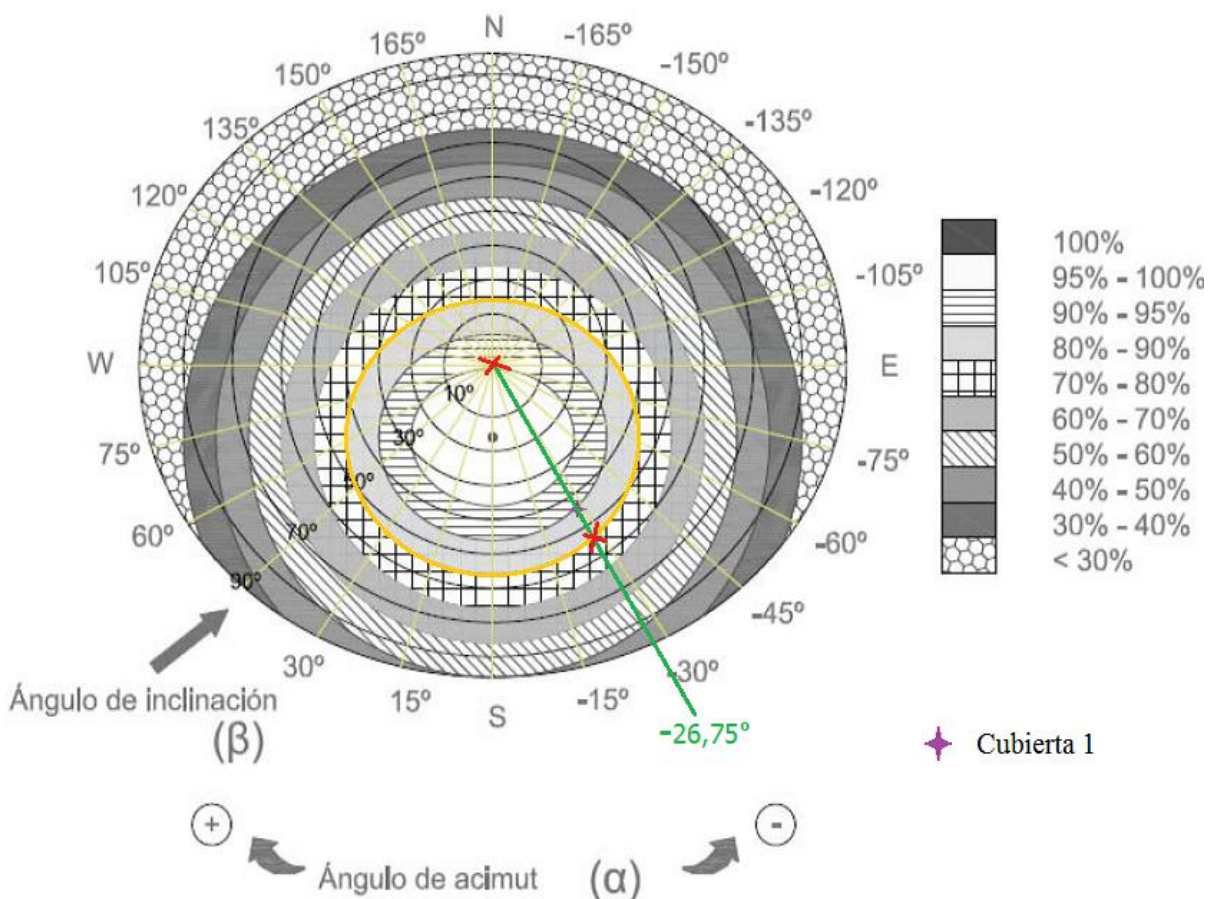 N
165º
-165º
150º
-150º
135º
-135º
120º
-120º
105º
-105º
W
E
10º
30º
50º
70º
90º
75º
-75º
60º
-60º
-45º
30º
-30º
15º
-15º
S
-26,75º
100%
95% - 100%
90% - 95%
80% - 90%
70% - 80%
60% - 70%
50% - 60%
40% - 50%
30% - 40%
< 30%
Ángulo de inclinación
(β)
Cubierta 1
+
-
Ángulo de acimut (α)